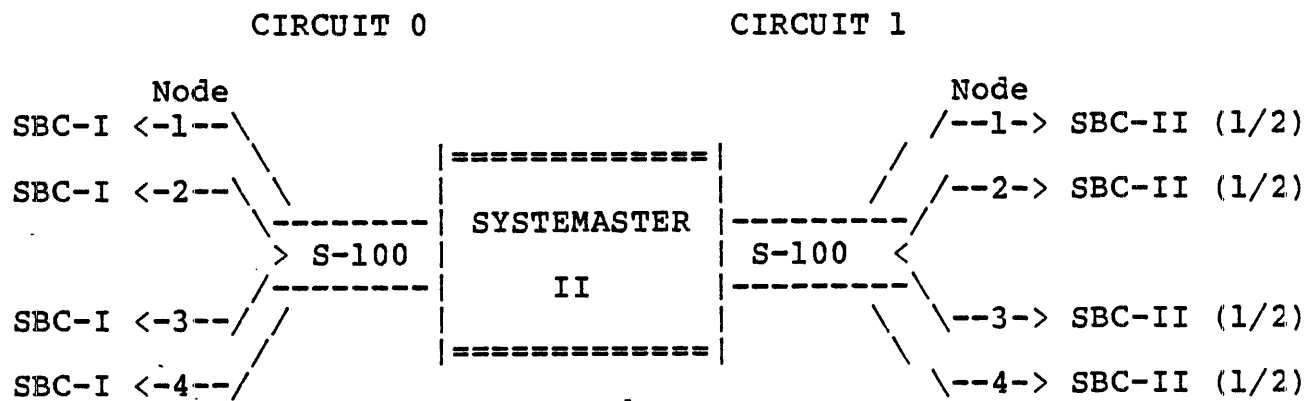 CIRCUIT 0 CIRCUIT 1
Node Node
SBC-I <-1--\ /--1-> SBC-II (1/2)
\ |=============| /
SBC-I <-2--\ \ | | / /--2-> SBC-II (1/2)
\ --------| SYSTEMASTER |--------- /
> S-100 | | S-100 <
/ --------| II |--------- \
SBC-I <-3--/ / | | \ \--3-> SBC-II (1/2)
/ |=============| \
SBC-I <-4--/ \--4-> SBC-II (1/2)